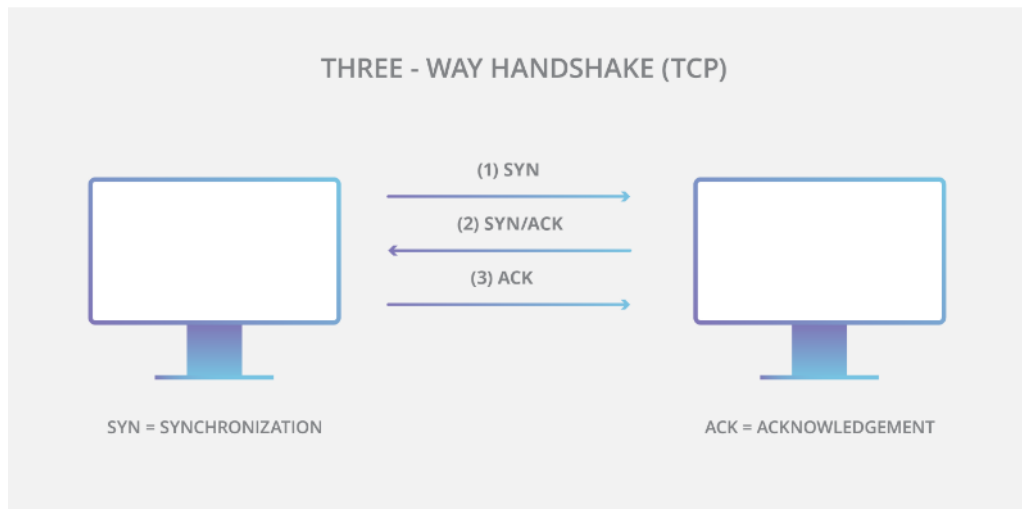 THREE - WAY HANDSHAKE (TCP)
(1) SYN
(2) SYN/ACK
(3) ACK
SYN = SYNCHRONIZATION
ACK = ACKNOWLEDGEMENT